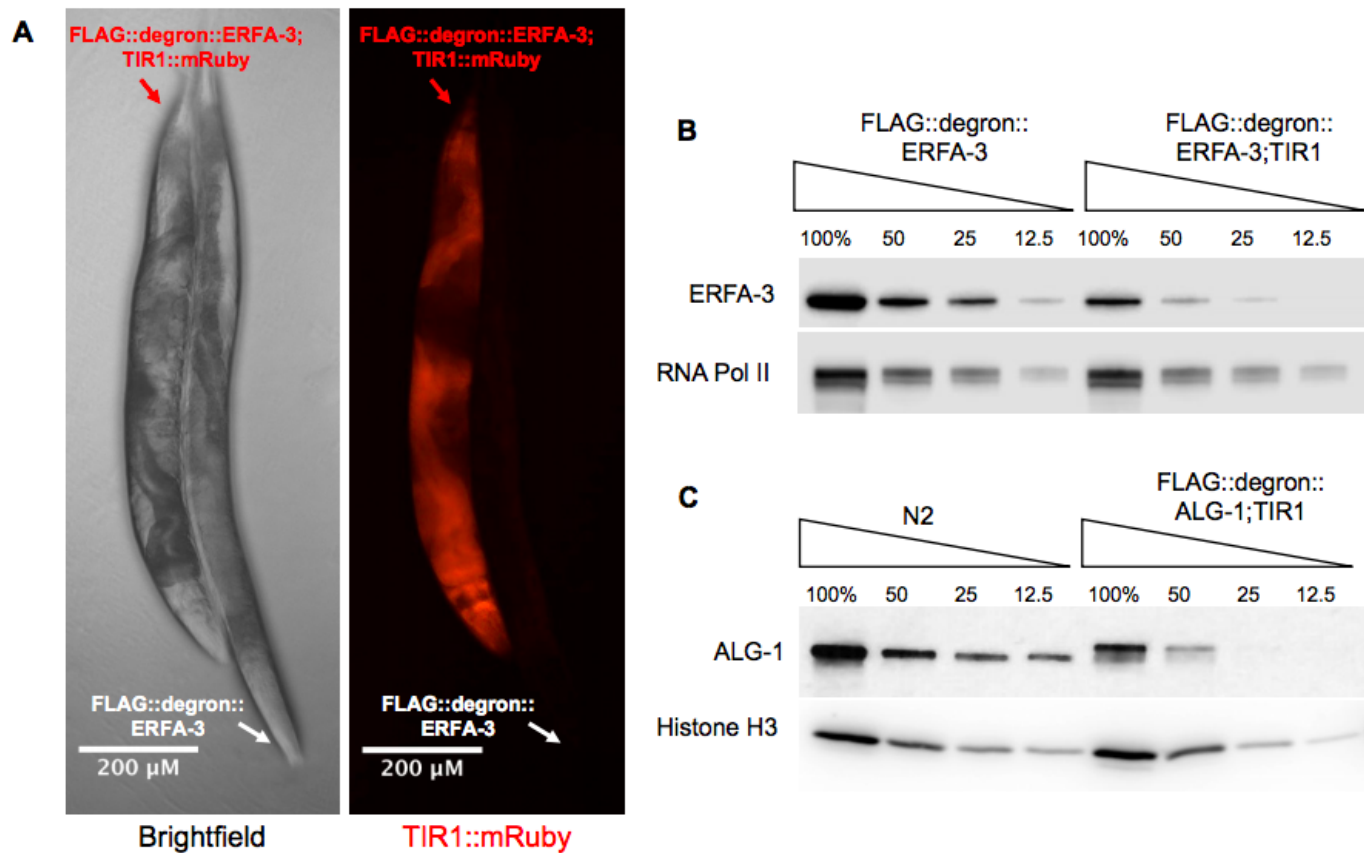 A
FLAG::degron::ERFA-3;
TIR1::mRuby
FLAG::degron::
ERFA-3
200 µM
Brightfield
FLAG::degron::ERFA-3;
TIR1::mRuby
FLAG::degron::
ERFA-3
200 µM
TIR1::mRuby
B
FLAG::degron::
ERFA-3
FLAG::degron::
ERFA-3;TIR1
100% 50 25 12.5 100% 50 25 12.5
ERFA-3
RNA Pol II
C
N2
FLAG::degron::
ALG-1;TIR1
100% 50 25 12.5 100% 50 25 12.5
ALG-1
Histone H3